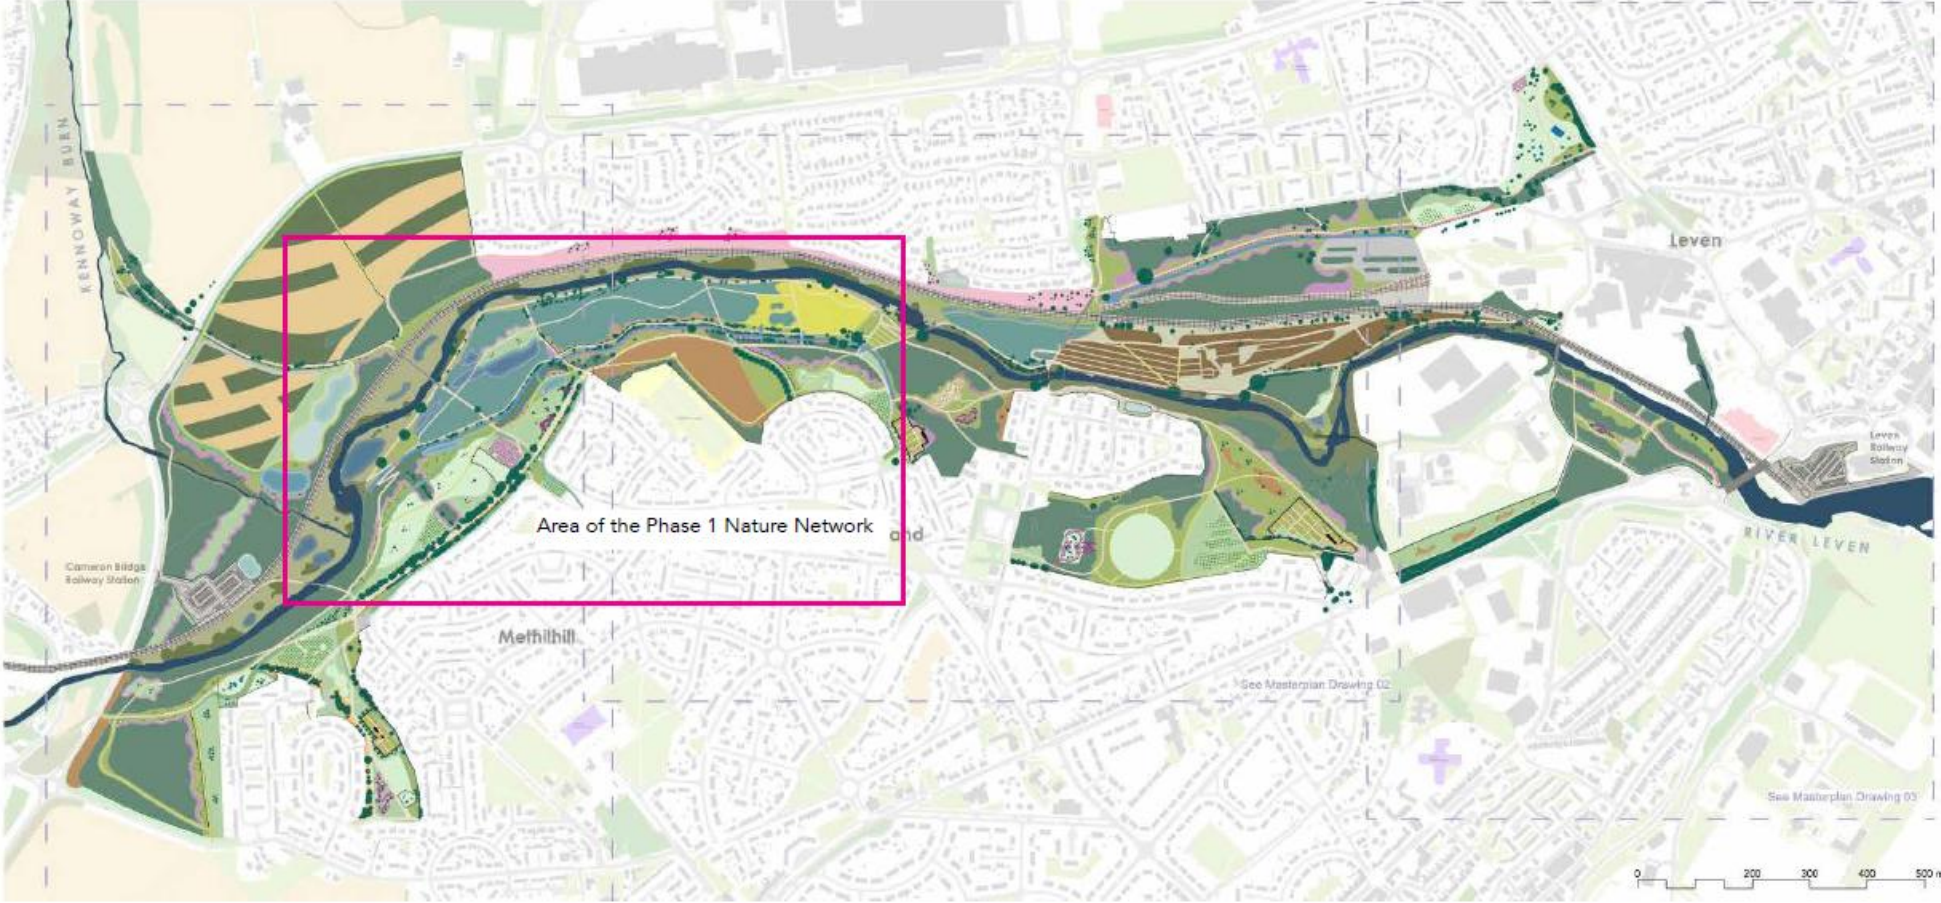 KENNOWAY BURN
Leven
Leven
Railway
Station
Area of the Phase 1 Nature Network
and
RIVER LEVEN
Cameron Bridge
Railway Station
Methilhill
See Masterplan Drawing 02
See Masterplan Drawing 03
0 200 300 400 500 m